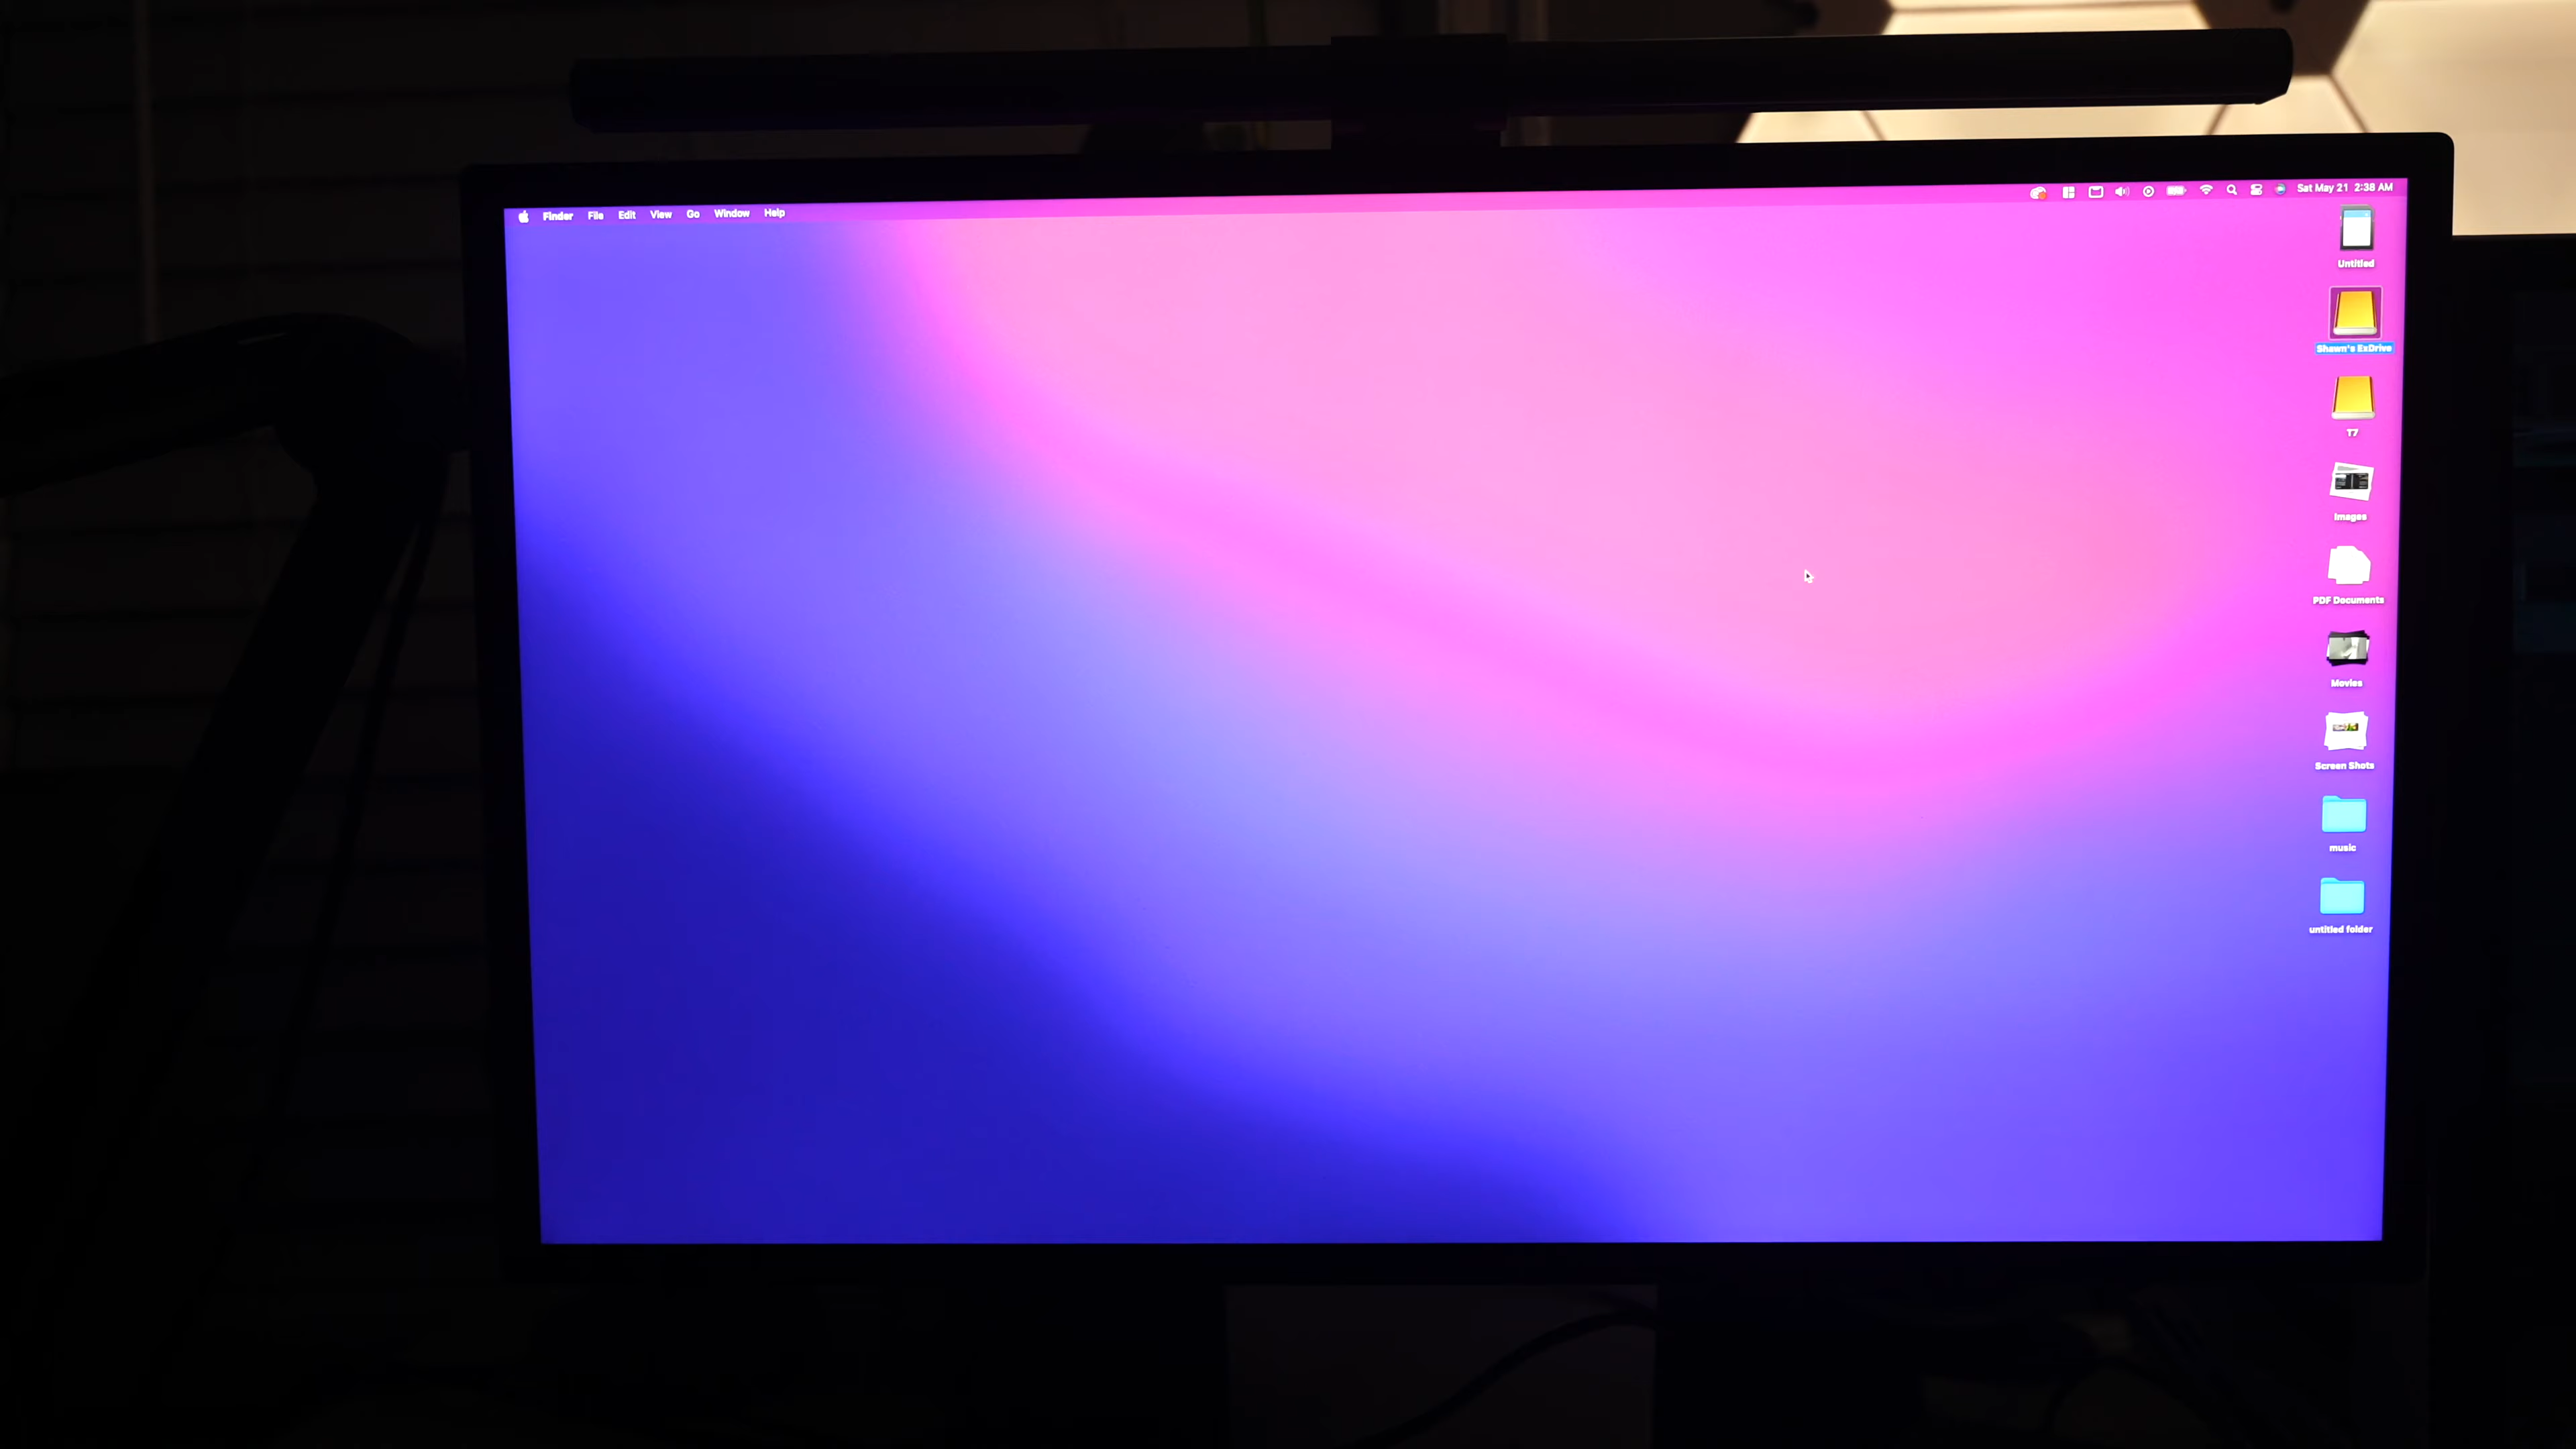 Finder File Edit View Go Window Help
Sat May 21 2:38 AM
Untitled
Shawn's ExDrive
T7
Images
PDF Documents
Movies
Screen Shots
music
untitled folder